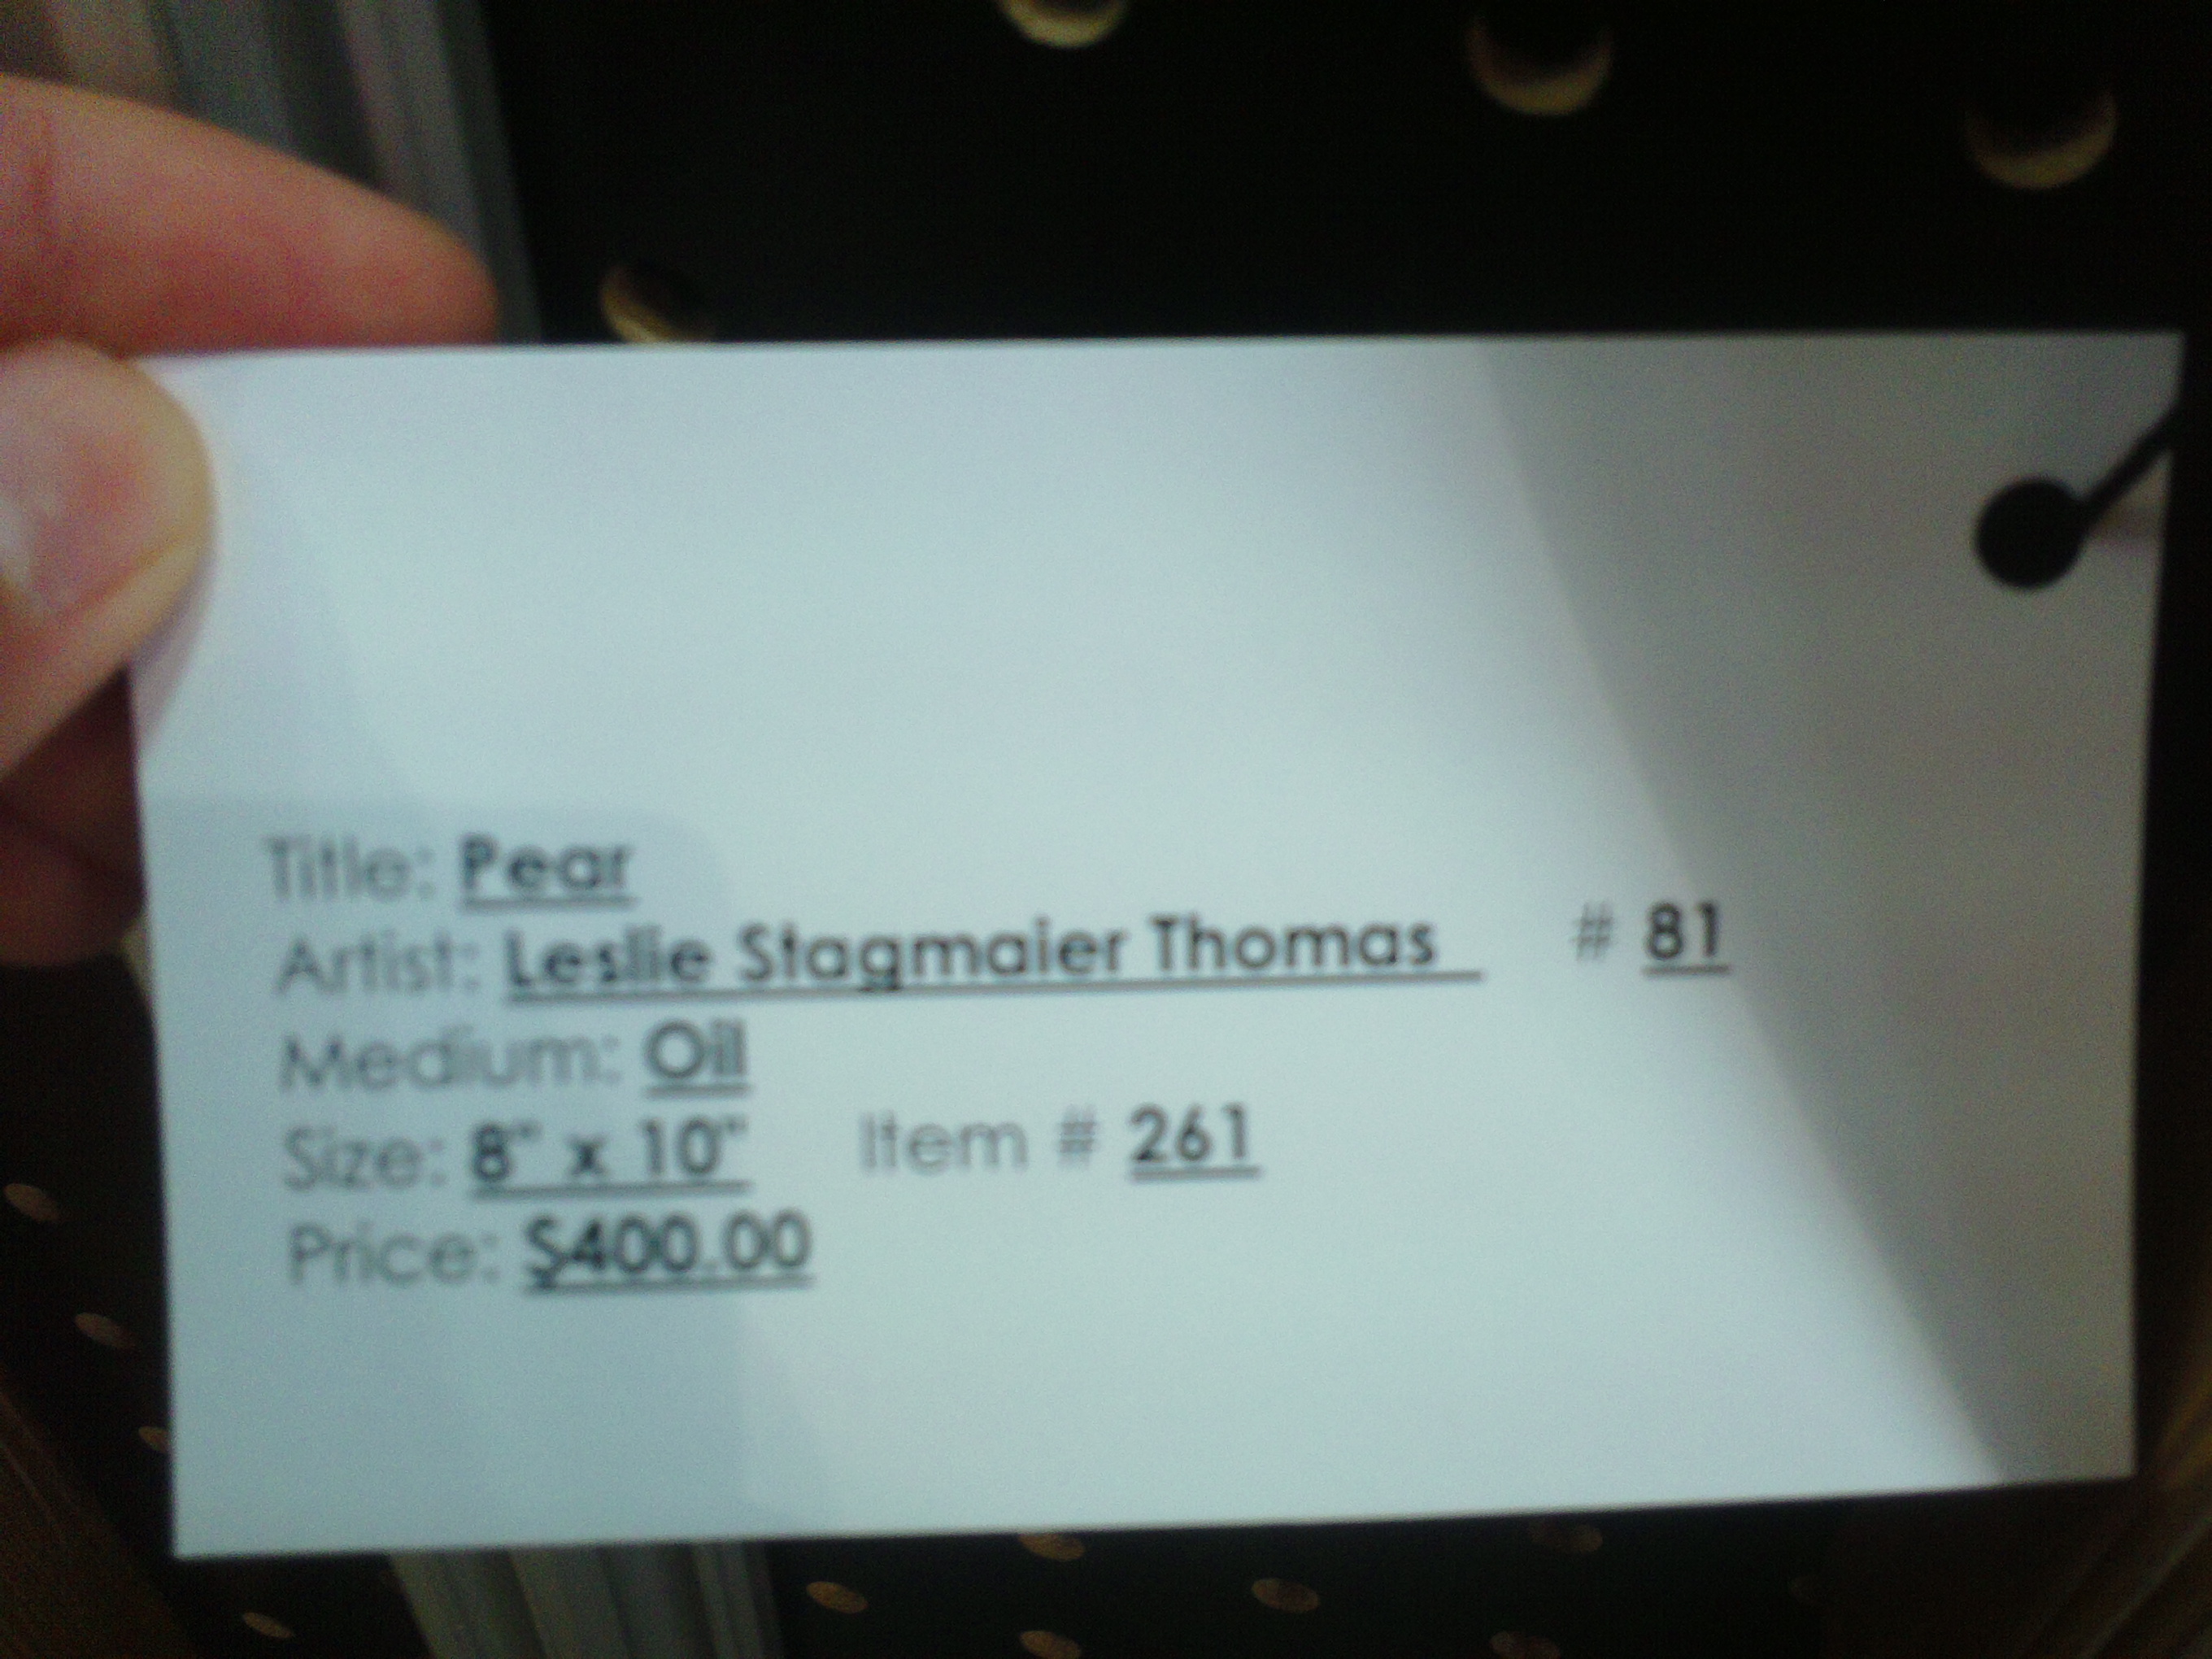 Title: Pear
Artist: Leslie Stagmaier Thomas # 81
Medium: Oil
Size: 8" x 10" Item # 261
Price: $400.00